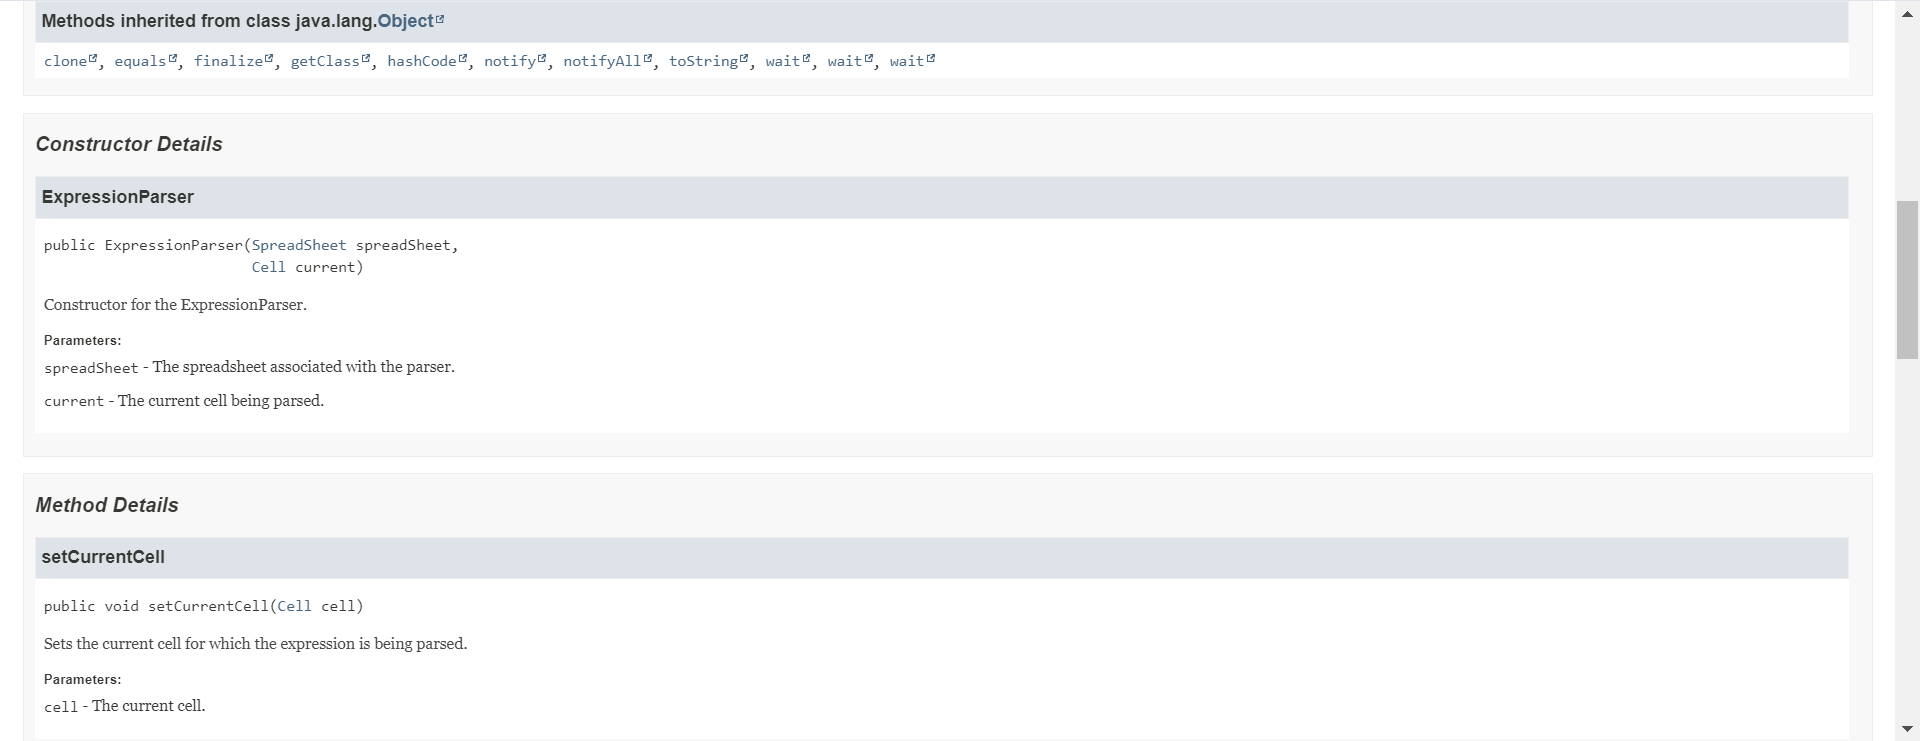 Methods inherited from class java.lang.Object
clone, equals, finalize, getClass, hashCode, notify, notifyAll, toString, wait, wait, wait
Constructor Details
ExpressionParser
public ExpressionParser(SpreadSheet spreadSheet,
Cell current)
Constructor for the ExpressionParser.
Parameters:
spreadSheet - The spreadsheet associated with the parser.
current - The current cell being parsed.
Method Details
setCurrentCell
public void setCurrentCell(Cell cell)
Sets the current cell for which the expression is being parsed.
Parameters:
cell - The current cell.